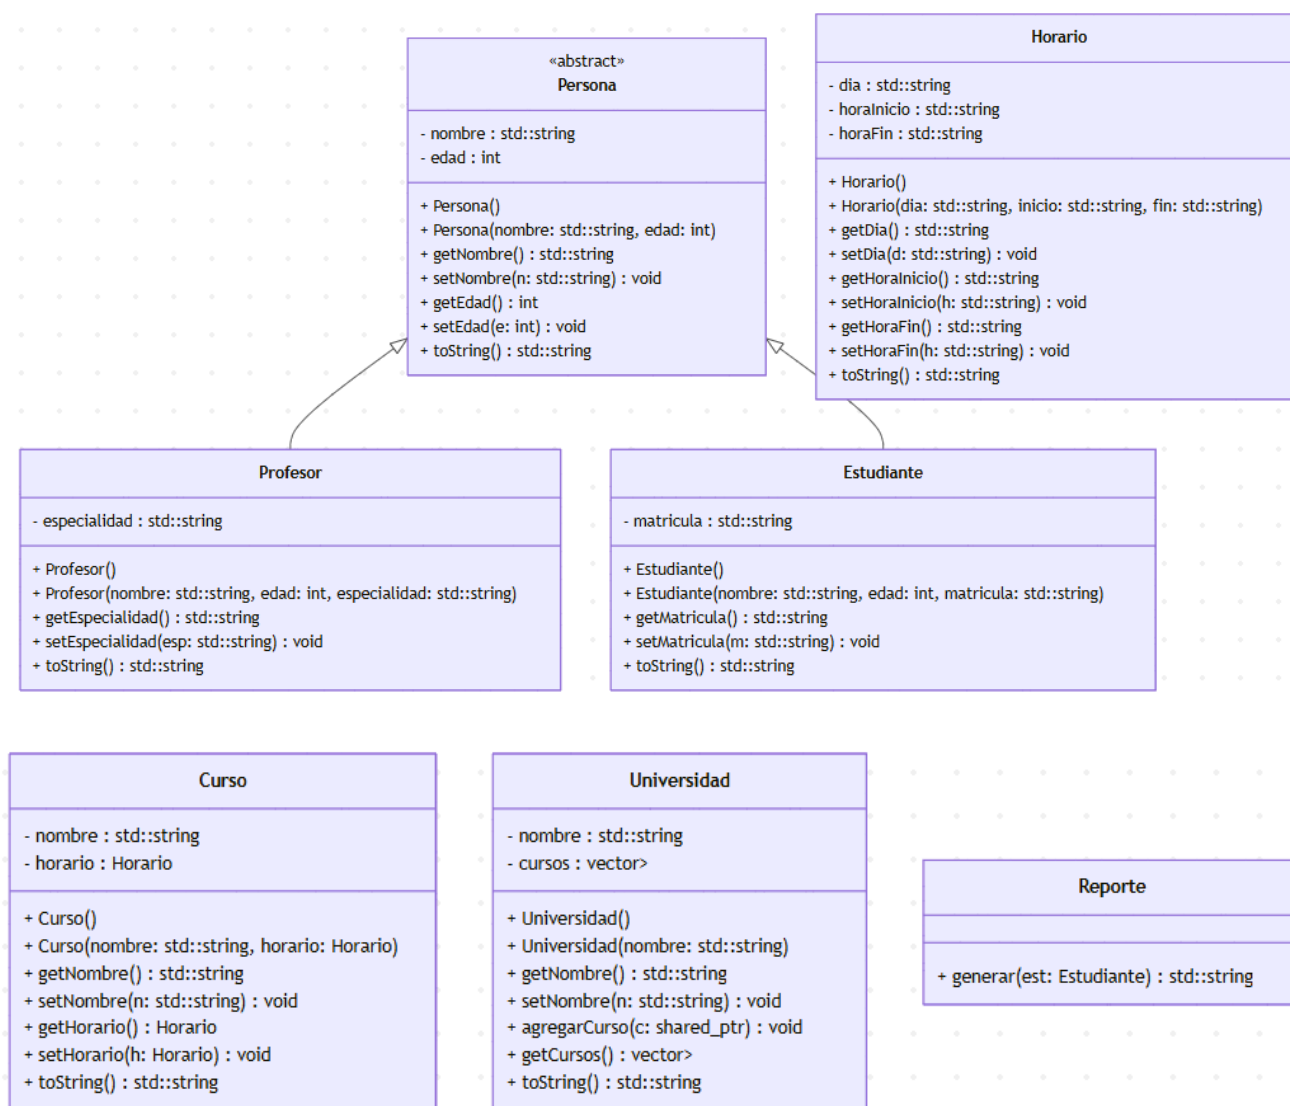 «abstract»
Persona
- nombre : std::string
- edad : int
+ Persona()
+ Persona(nombre: std::string, edad: int)
+ getNombre() : std::string
+ setNombre(n: std::string) : void
+ getEdad() : int
+ setEdad(e: int) : void
+ toString() : std::string
Horario
- dia : std::string
- horaInicio : std::string
- horaFin : std::string
+ Horario()
+ Horario(dia: std::string, inicio: std::string, fin: std::string)
+ getDia() : std::string
+ setDia(d: std::string) : void
+ getHoraInicio() : std::string
+ setHoraInicio(h: std::string) : void
+ getHoraFin() : std::string
+ setHoraFin(h: std::string) : void
+ toString() : std::string
Profesor
- especialidad : std::string
+ Profesor()
+ Profesor(nombre: std::string, edad: int, especialidad: std::string)
+ getEspecialidad() : std::string
+ setEspecialidad(esp: std::string) : void
+ toString() : std::string
Estudiante
- matricula : std::string
+ Estudiante()
+ Estudiante(nombre: std::string, edad: int, matricula: std::string)
+ getMatricula() : std::string
+ setMatricula(m: std::string) : void
+ toString() : std::string
Curso
- nombre : std::string
- horario : Horario
+ Curso()
+ Curso(nombre: std::string, horario: Horario)
+ getNombre() : std::string
+ setNombre(n: std::string) : void
+ getHorario() : Horario
+ setHorario(h: Horario) : void
+ toString() : std::string
Universidad
- nombre : std::string
- cursos : vector>
+ Universidad()
+ Universidad(nombre: std::string)
+ getNombre() : std::string
+ setNombre(n: std::string) : void
+ agregarCurso(c: shared_ptr) : void
+ getCursos() : vector>
+ toString() : std::string
Reporte
+ generar(est: Estudiante) : std::string